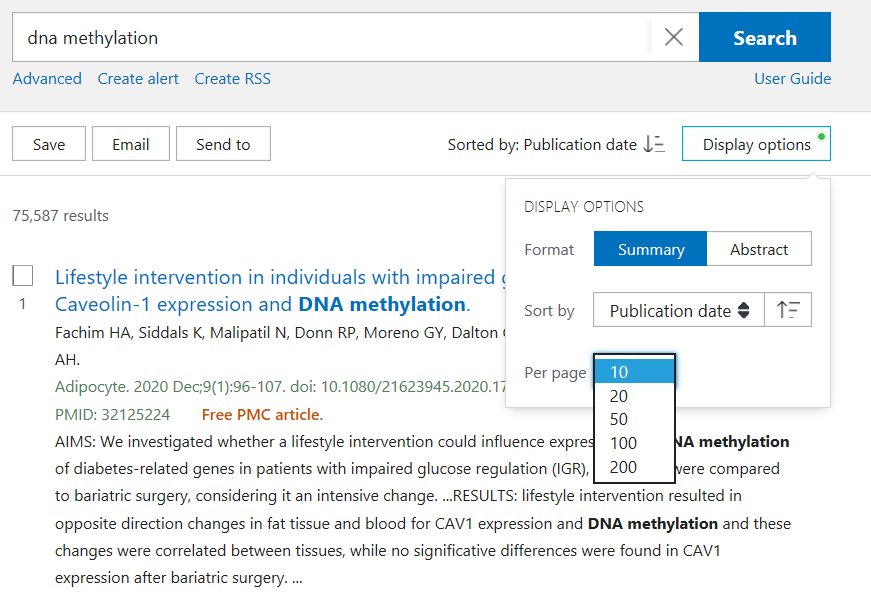 dna methylation
Search
Advanced Create alert Create RSS User Guide
Save Email Send to Sorted by: Publication date Display options
75,587 results
DISPLAY OPTIONS
Format Summary Abstract
Sort by Publication date
Per page 10
20
50
100
200
Lifestyle intervention in individuals with impaired
1 Caveolin-1 expression and DNA methylation.
Fachim HA, Siddals K, Malipatil N, Donn RP, Moreno GY, Dalton
AH.
Adipocyte. 2020 Dec;9(1):96-107. doi: 10.1080/21623945.2020.17
PMID: 32125224 Free PMC article.
AIMS: We investigated whether a lifestyle intervention could influence expres NA methylation
of diabetes-related genes in patients with impaired glucose regulation (IGR), were compared
to bariatric surgery, considering it an intensive change. ...RESULTS: lifestyle intervention resulted in
opposite direction changes in fat tissue and blood for CAV1 expression and DNA methylation and these
changes were correlated between tissues, while no significative differences were found in CAV1
expression after bariatric surgery. ...